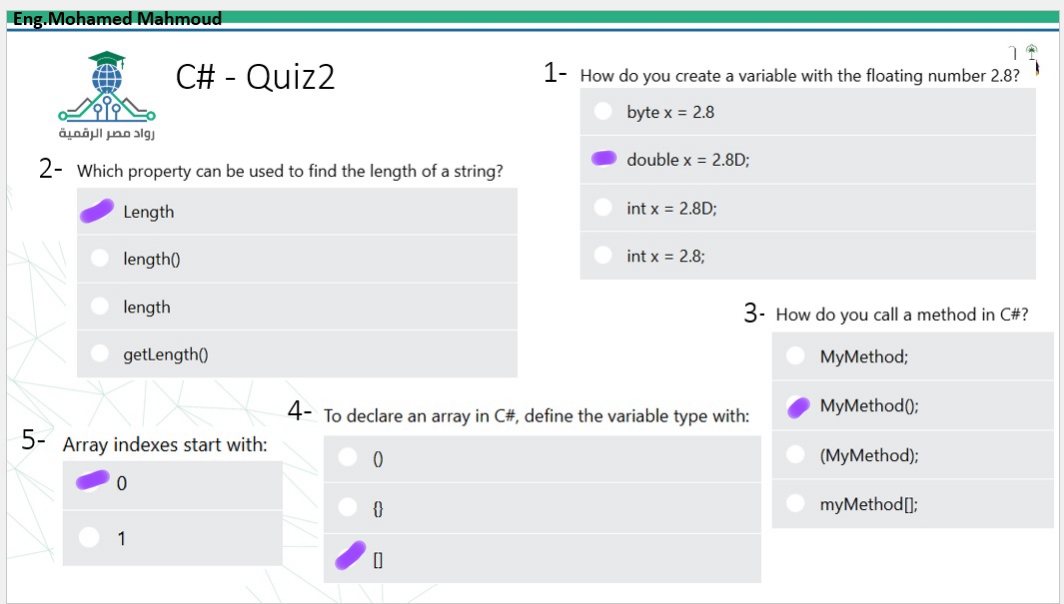 Eng.Mohamed Mahmoud
رواد مصر الرقمية
C# - Quiz2
1- How do you create a variable with the floating number 2.8?
byte x = 2.8
double x = 2.8D;
int x = 2.8D;
int x = 2.8;
2- Which property can be used to find the length of a string?
Length
length()
length
getLength()
3- How do you call a method in C#?
MyMethod;
MyMethod();
(MyMethod);
myMethod[];
4- To declare an array in C#, define the variable type with:
()
{}
[]
5- Array indexes start with:
0
1